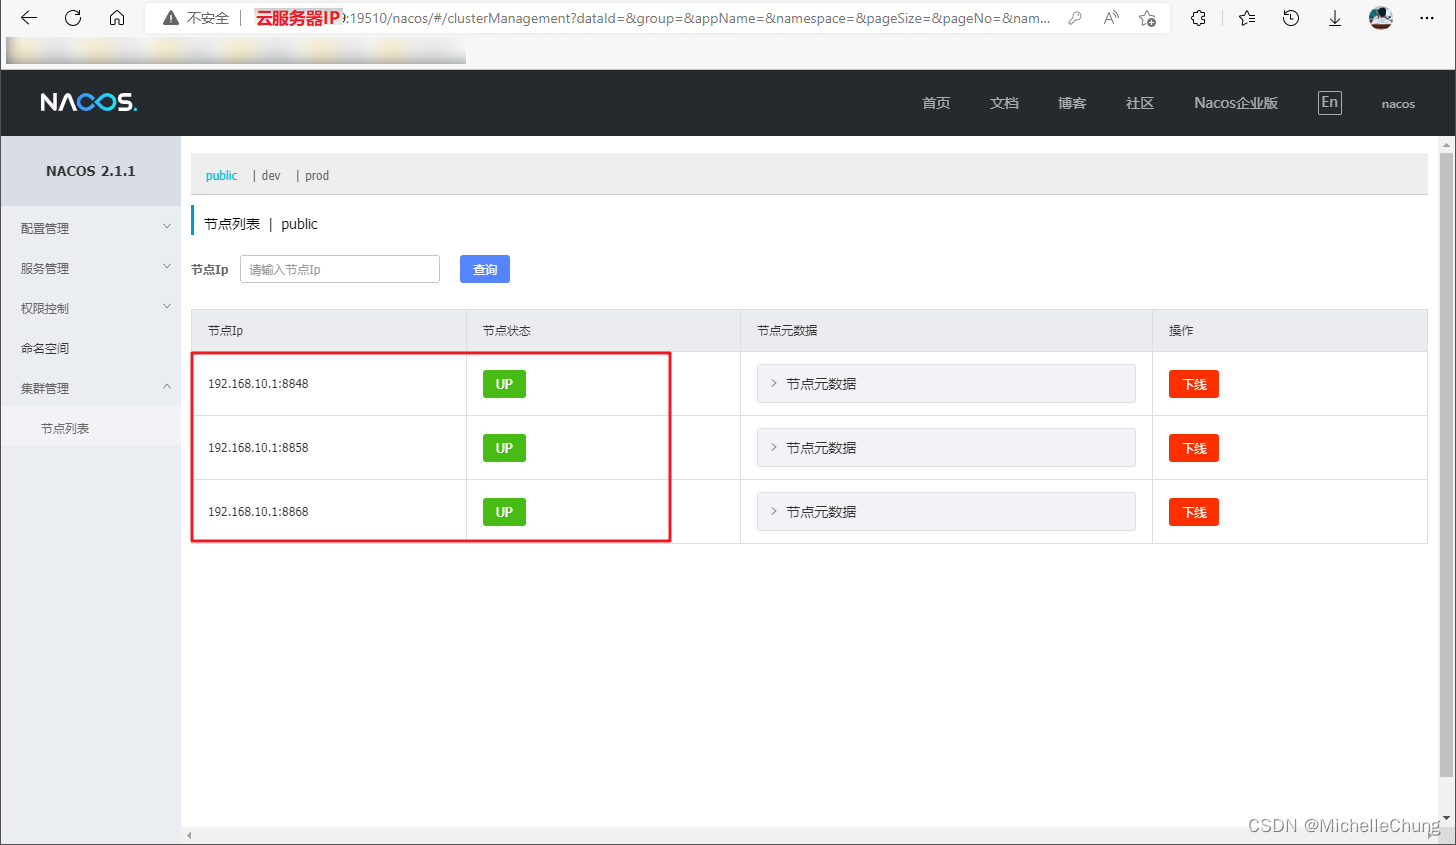 不安全 云服务器IP 9:19510/nacos/#/clusterManagement?dataId=&group=&appName=&namespace=&pageSize=&pageNo=&nam...
NACOS. 首页 文档 博客 社区 Nacos企业版 En nacos
NACOS 2.1.1
配置管理
服务管理
权限控制
命名空间
集群管理
节点列表
public | dev | prod
节点列表 | public
节点Ip 请输入节点Ip 查询
节点Ip 节点状态 节点元数据 操作
192.168.10.1:8848 UP 节点元数据 下线
192.168.10.1:8858 UP 节点元数据 下线
192.168.10.1:8868 UP 节点元数据 下线
CSDN @MichelleChung